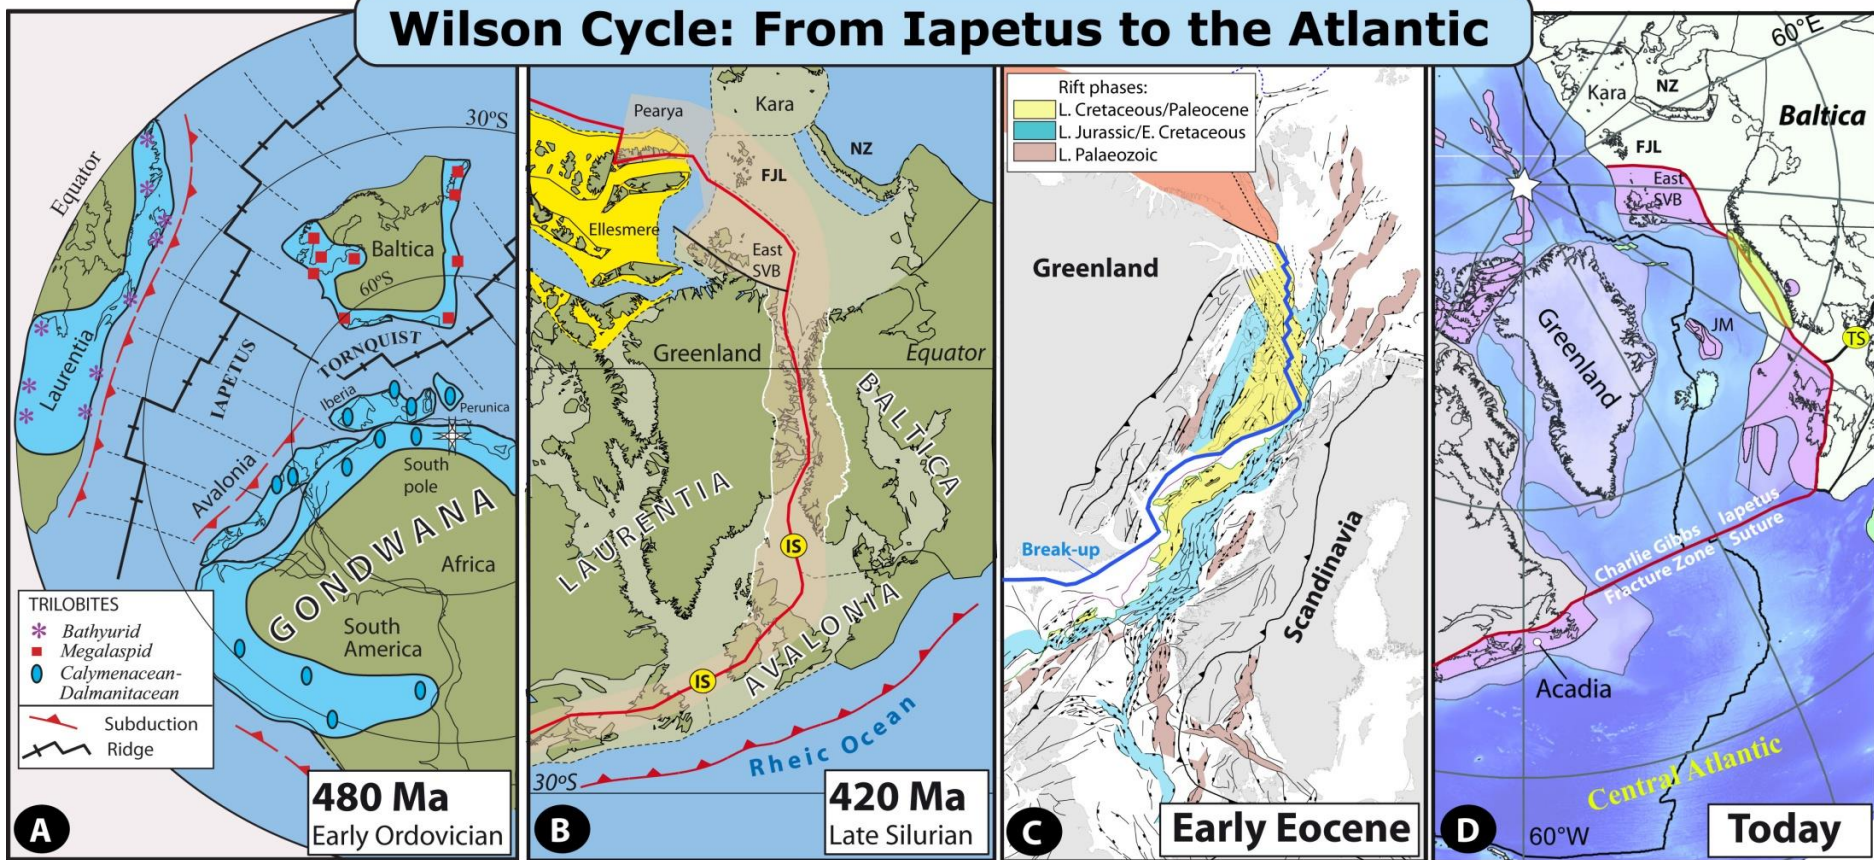 Wilson Cycle: From Iapetus to the Atlantic
30ºS
Equator
Baltica
60ºS
Laurentia
IAPETUS
TORNQUIST
Iberia
Perunica
Avalonia
South
pole
GONDWANA
Africa
South
America
TRILOBITES
Bathyurid
Megalaspid
Calymenacean-
Dalmanitacean
Subduction
Ridge
480 Ma
Early Ordovician
A
Pearya
Kara
NZ
FJL
Ellesmere
East
SVB
Greenland
Equator
LAURENTIA
BALTICA
IS
AVALONIA
IS
Rheic Ocean
30ºS
420 Ma
Late Silurian
B
Rift phases:
L. Cretaceous/Paleocene
L. Jurassic/E. Cretaceous
L. Palaeozoic
Greenland
Break-up
Scandinavia
Early Eocene
C
60°E
Kara
NZ
Baltica
FJL
East
SVB
Greenland
JM
TS
Charlie Gibbs
Fracture Zone
Iapetus
Suture
Acadia
Central Atlantic
60°W
Today
D